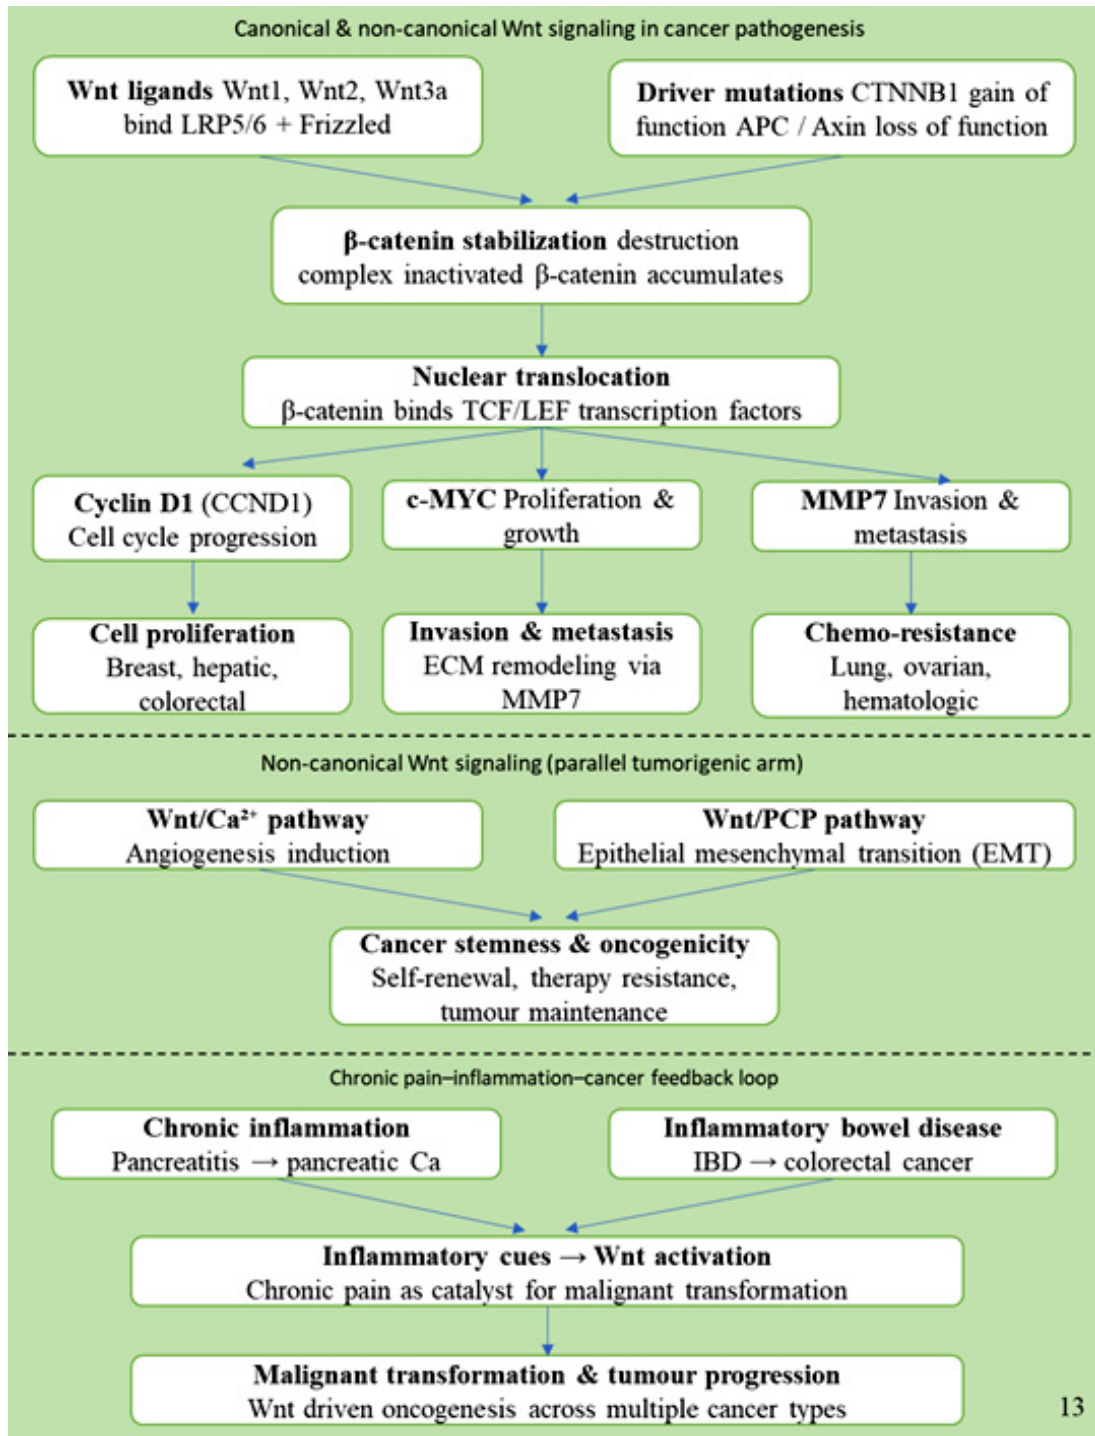 Canonical & non-canonical Wnt signaling in cancer pathogenesis
Wnt ligands Wnt1, Wnt2, Wnt3a
bind LRP5/6 + Frizzled
Driver mutations CTNNB1 gain of
function APC / Axin loss of function
β-catenin stabilization destruction
complex inactivated β-catenin accumulates
Nuclear translocation
β-catenin binds TCF/LEF transcription factors
Cyclin D1 (CCND1)
Cell cycle progression
c-MYC Proliferation &
growth
MMP7 Invasion &
metastasis
Cell proliferation
Breast, hepatic,
colorectal
Invasion & metastasis
ECM remodeling via
MMP7
Chemo-resistance
Lung, ovarian,
hematologic
Non-canonical Wnt signaling (parallel tumorigenic arm)
Wnt/Ca²⁺ pathway
Angiogenesis induction
Wnt/PCP pathway
Epithelial mesenchymal transition (EMT)
Cancer stemness & oncogenicity
Self-renewal, therapy resistance,
tumour maintenance
Chronic pain–inflammation–cancer feedback loop
Chronic inflammation
Pancreatitis → pancreatic Ca
Inflammatory bowel disease
IBD → colorectal cancer
Inflammatory cues → Wnt activation
Chronic pain as catalyst for malignant transformation
Malignant transformation & tumour progression
Wnt driven oncogenesis across multiple cancer types
13